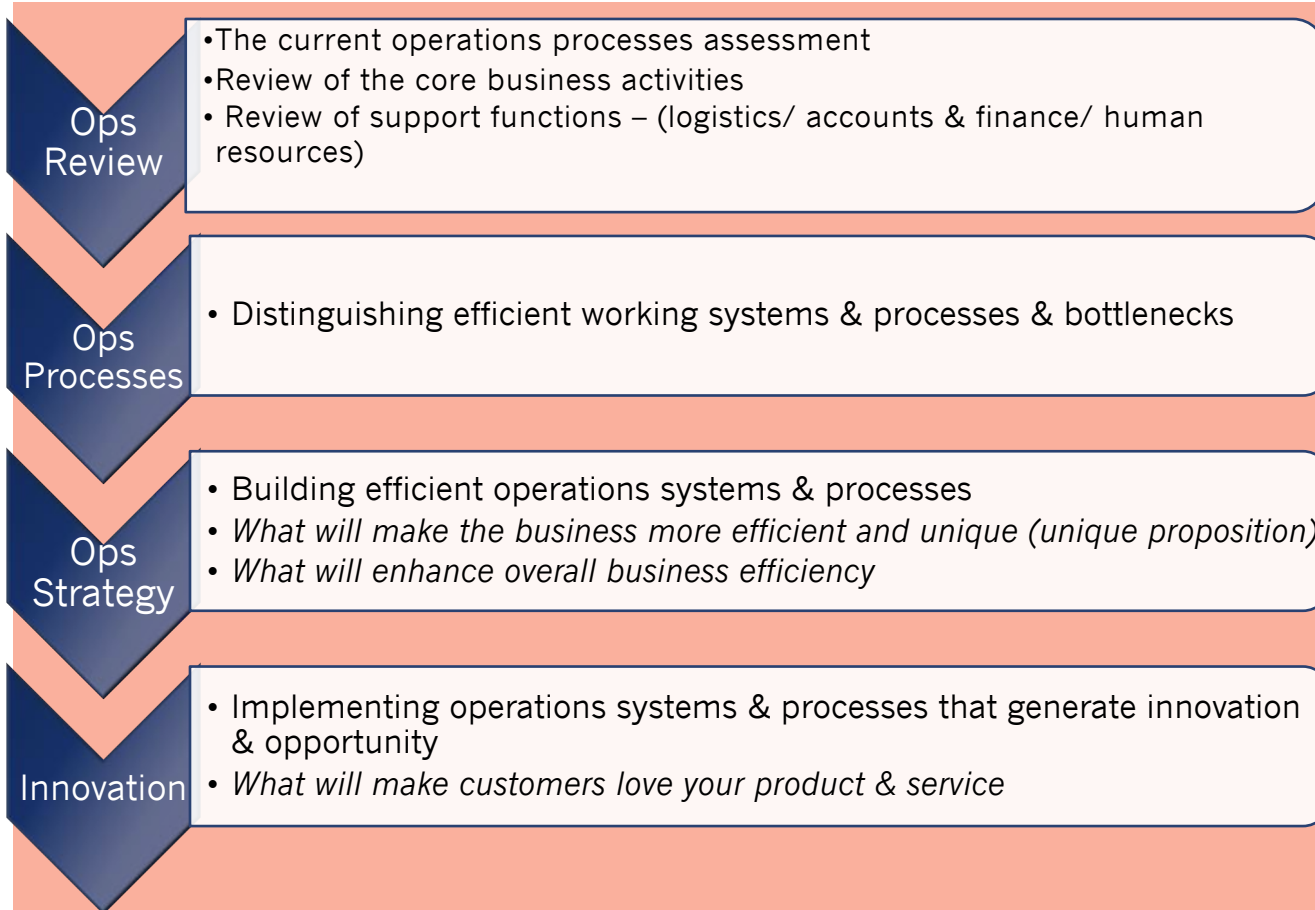 Ops
Review
•The current operations processes assessment
•Review of the core business activities
• Review of support functions – (logistics/ accounts & finance/ human
resources)
Ops
Processes
• Distinguishing efficient working systems & processes & bottlenecks
Ops
Strategy
• Building efficient operations systems & processes
• What will make the business more efficient and unique (unique proposition)
• What will enhance overall business efficiency
Innovation
• Implementing operations systems & processes that generate innovation
& opportunity
• What will make customers love your product & service